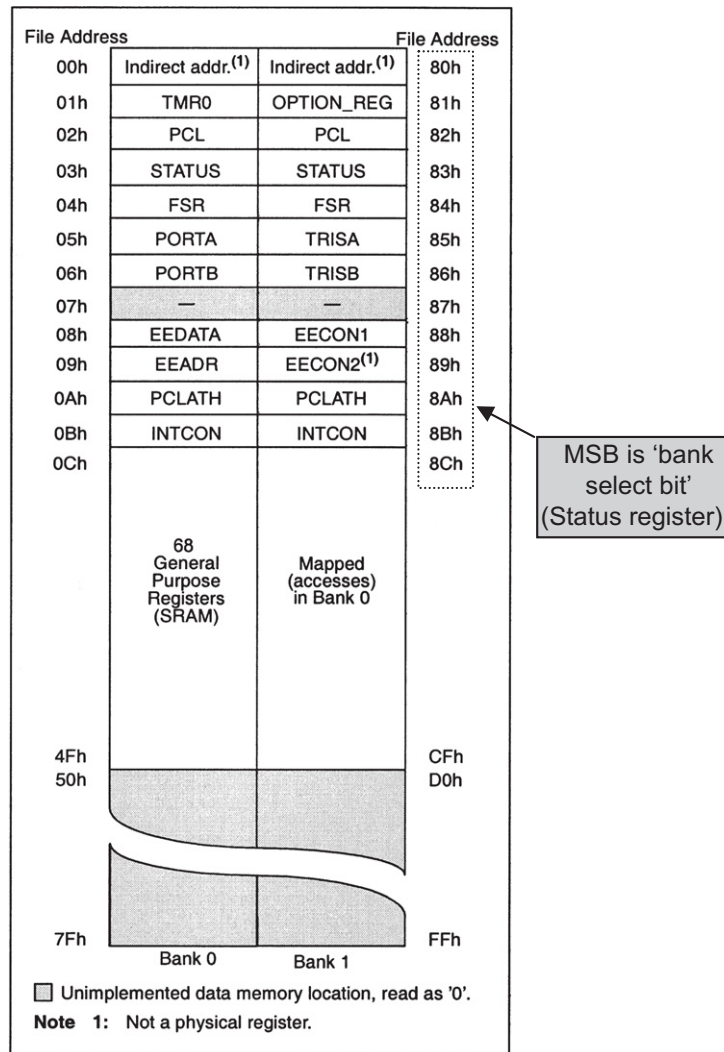 File Address File Address
00h Indirect addr.(1) Indirect addr.(1) 80h
01h TMR0 OPTION_REG 81h
02h PCL PCL 82h
03h STATUS STATUS 83h
04h FSR FSR 84h
05h PORTA TRISA 85h
06h PORTB TRISB 86h
07h — — 87h
08h EEDATA EECON1 88h
09h EEADR EECON2(1) 89h
0Ah PCLATH PCLATH 8Ah
0Bh INTCON INTCON 8Bh
0Ch 8Ch
MSB is ‘bank
select bit’
(Status register)
68
General
Purpose
Registers
(SRAM)
Mapped
(accesses)
in Bank 0
4Fh CFh
50h D0h
7Fh FFh
Bank 0 Bank 1
Unimplemented data memory location, read as '0'.
Note 1: Not a physical register.